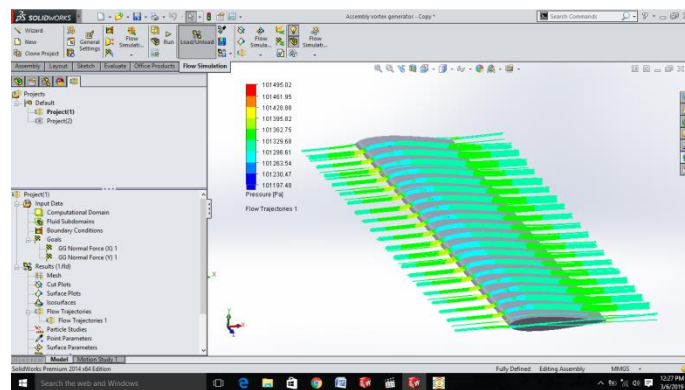 SOLIDWORKS
Assembly vortex generator - Copy *
Search Commands
Wizard
New
Clone Project
General Settings
Flow Simulati...
Run
Load/Unload
Flow Simula...
Flow Simulati...
Assembly Layout Sketch Evaluate Office Products Flow Simulation
Projects
Default
Project(1)
Project(2)
Project(1)
Input Data
Computational Domain
Fluid Subdomains
Boundary Conditions
Goals
GG Normal Force (X) 1
GG Normal Force (Y) 1
Results (1.fld)
Mesh
Cut Plots
Surface Plots
Isosurfaces
Flow Trajectories
Flow Trajectories 1
Particle Studies
Point Parameters
Surface Parameters
101495.02
101461.95
101428.88
101395.82
101362.75
101329.68
101296.61
101263.54
101230.47
101197.40
Pressure [Pa]
Flow Trajectories 1
Model Motion Study 1
SolidWorks Premium 2014 x64 Edition
Fully Defined Editing Assembly MMGS
Search the web and Windows
12:27 PM
3/6/2019